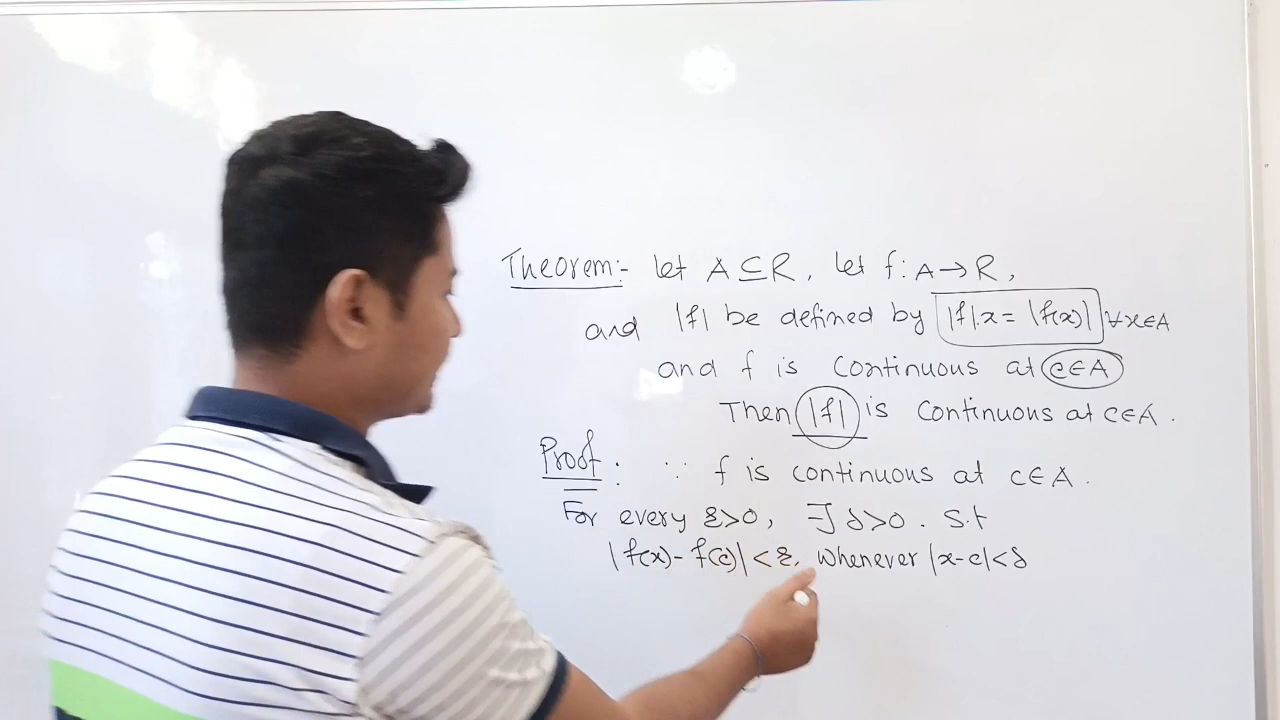 Theorem:- let A ⊆ R, let f: A → R,
and |f| be defined by |f|.x = |f(x)| ∀x∈A
and f is continuous at c∈A
Then |f| is continuous at c∈A.
Proof: ∵ f is continuous at c∈A.
For every ε>0, ∃ δ>0. s.t
|f(x)- f(c)| < ε, whenever |x-c|<δ